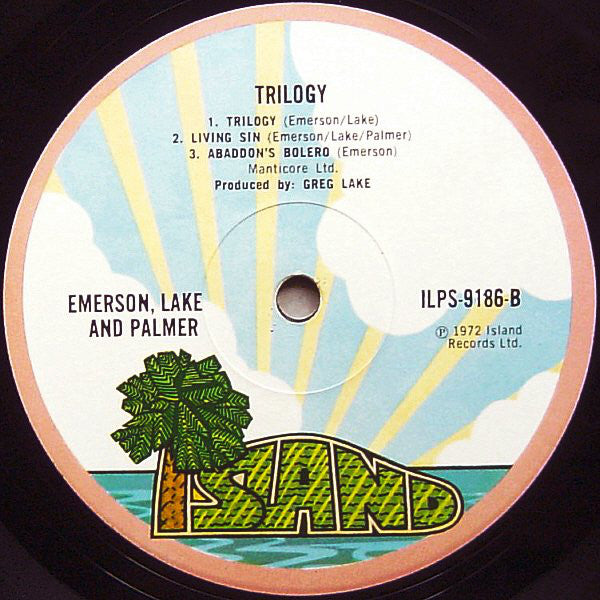 TRILOGY
1. TRILOGY (Emerson/Lake)
2. LIVING SIN (Emerson/Lake/Palmer)
3. ABADDON'S BOLERO (Emerson)
Manticore Ltd.
Produced by: GREG LAKE
EMERSON, LAKE
AND PALMER
ILPS-9186-B
℗ 1972 Island
Records Ltd.
ISLAND